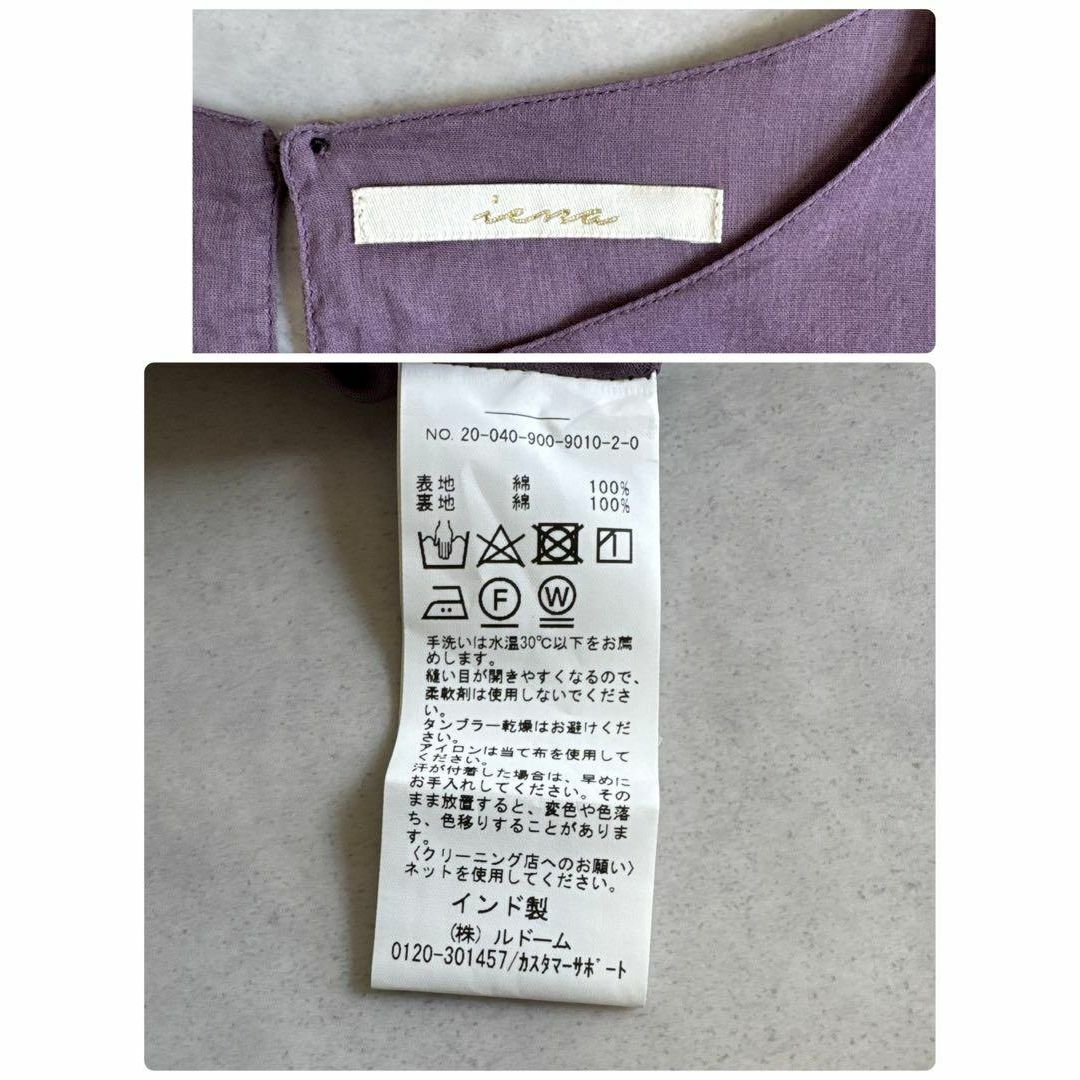 iena
NO. 20-040-900-9010-2-0
表地 綿 100%
裏地 綿 100%
F W
手洗いは水温30℃以下をお薦
めします。
縫い目が開きやすくなるので、
柔軟剤は使用しないでくださ
い。
タンブラー乾燥はお避けくだ
さい。
アイロンは当て布を使用して
ください。
汗が付着した場合は、早めに
お手入れしてください。その
まま放置すると、変色や色落
ち、色移りすることがありま
す。
〈クリーニング店へのお願い〉
ネットを使用してください。
インド製
(株) ルドーム
0120-301457/カスタマーサポート